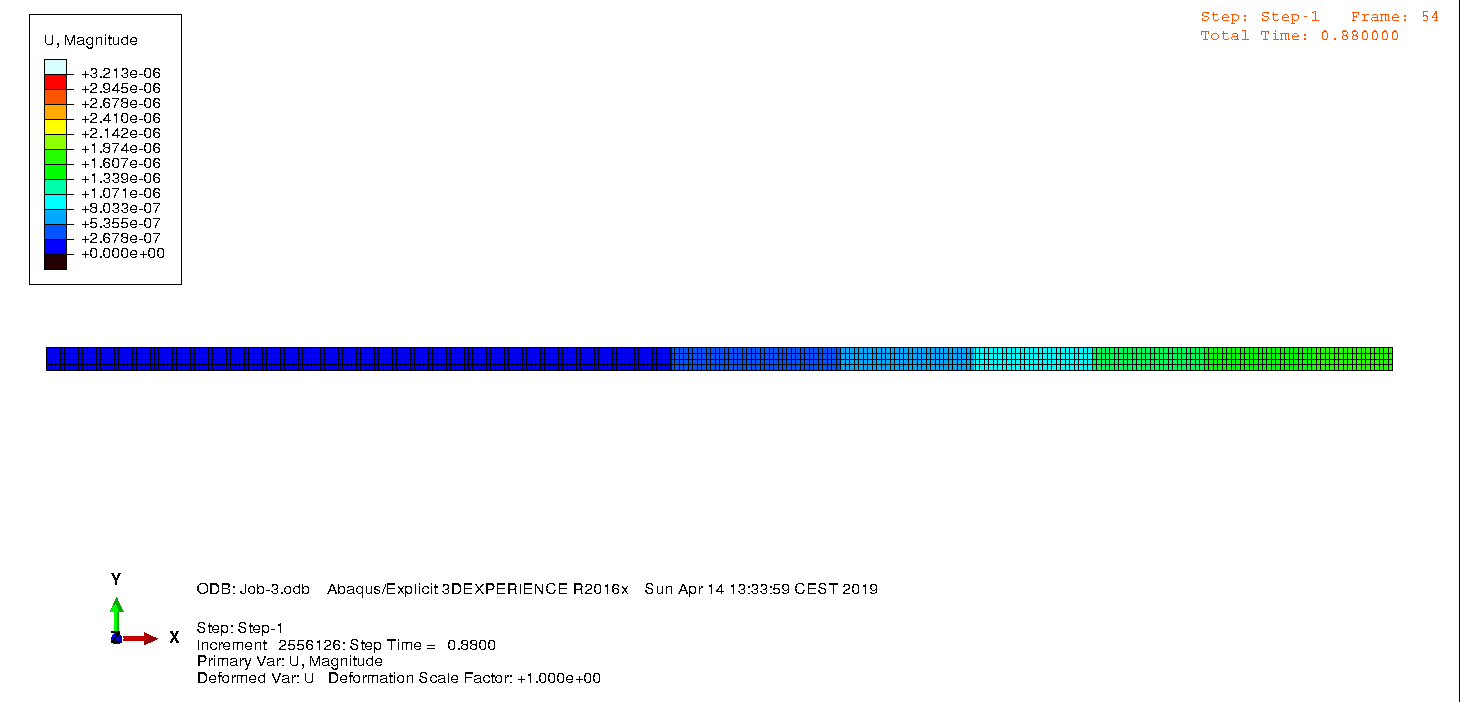 U, Magnitude
+3.213e-06
+2.945e-06
+2.678e-06
+2.410e-06
+2.142e-06
+1.874e-06
+1.607e-06
+1.339e-06
+1.071e-06
+8.033e-07
+5.355e-07
+2.678e-07
+0.000e+00
Step: Step-1 Frame: 54
Total Time: 0.880000
Y
X
ODB: Job-3.odb Abaqus/Explicit 3DEXPERIENCE R2016x Sun Apr 14 13:33:59 CEST 2019
Step: Step-1
Increment 2556126: Step Time = 0.8800
Primary Var: U, Magnitude
Deformed Var: U Deformation Scale Factor: +1.000e+00